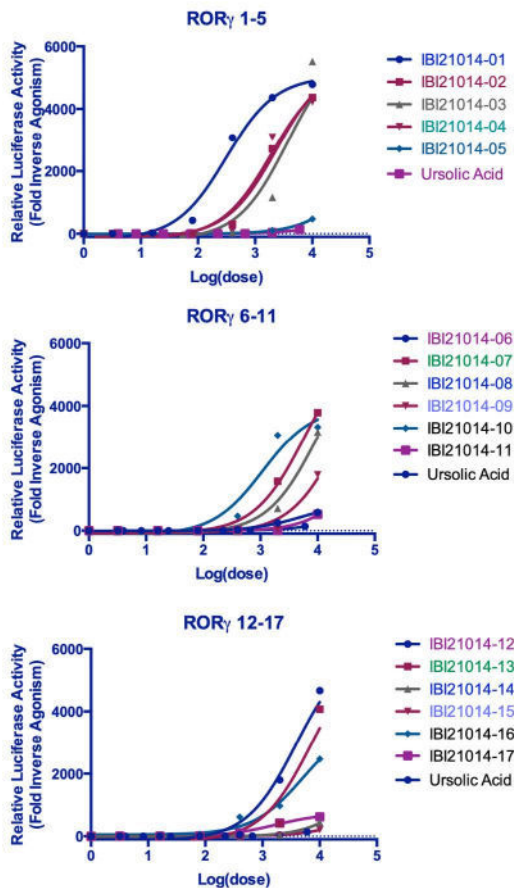 RORγ 1-5
Relative Luciferase Activity
(Fold Inverse Agonism)
6000
4000
2000
0
0
1
2
3
4
5
Log(dose)
IBI21014-01
IBI21014-02
IBI21014-03
IBI21014-04
IBI21014-05
Ursolic Acid
RORγ 6-11
Relative Luciferase Activity
(Fold Inverse Agonism)
6000
4000
2000
0
0
1
2
3
4
5
Log(dose)
IBI21014-06
IBI21014-07
IBI21014-08
IBI21014-09
IBI21014-10
IBI21014-11
Ursolic Acid
RORγ 12-17
Relative Luciferase Activity
(Fold Inverse Agonism)
6000
4000
2000
0
0
1
2
3
4
5
Log(dose)
IBI21014-12
IBI21014-13
IBI21014-14
IBI21014-15
IBI21014-16
IBI21014-17
Ursolic Acid